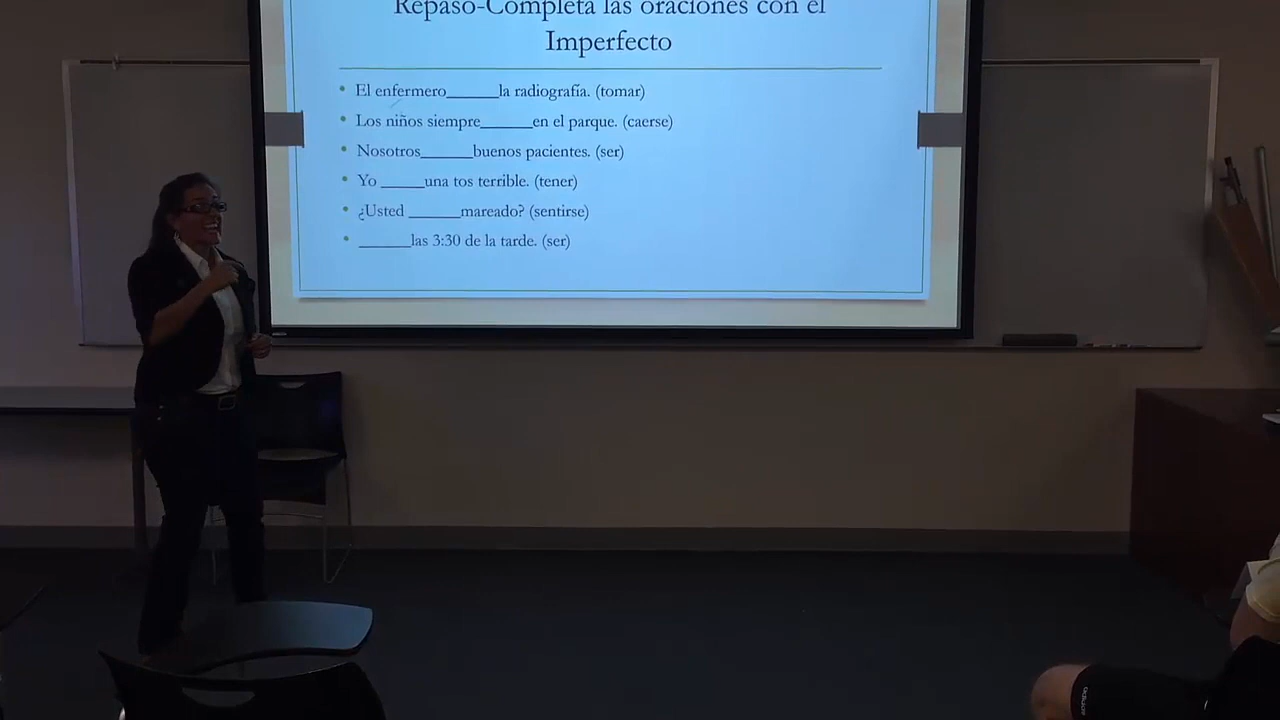 Repaso-Completa las oraciones con el
Imperfecto
• El enfermero______la radiografía. (tomar)
• Los niños siempre______en el parque. (caerse)
• Nosotros______buenos pacientes. (ser)
• Yo _____una tos terrible. (tener)
• ¿Usted ______mareado? (sentirse)
• ______las 3:30 de la tarde. (ser)